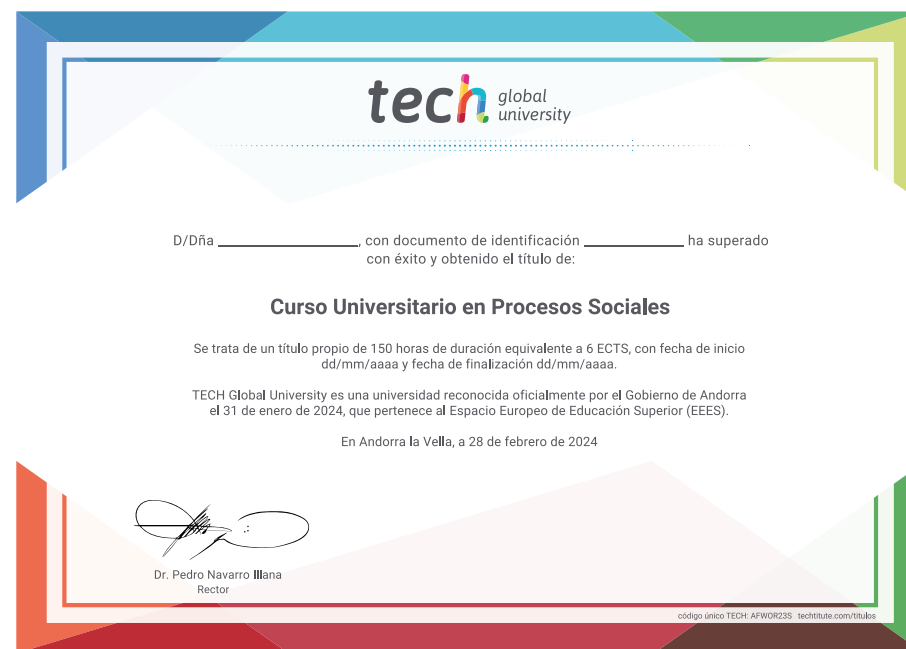 tech global university
D/Dña ____________________, con documento de identificación ______________ ha superado
con éxito y obtenido el título de:
Curso Universitario en Procesos Sociales
Se trata de un título propio de 150 horas de duración equivalente a 6 ECTS, con fecha de inicio
dd/mm/aaaa y fecha de finalización dd/mm/aaaa.
TECH Global University es una universidad reconocida oficialmente por el Gobierno de Andorra
el 31 de enero de 2024, que pertenece al Espacio Europeo de Educación Superior (EEES).
En Andorra la Vella, a 28 de febrero de 2024
Dr. Pedro Navarro Illana
Rector
código único TECH: AFWOR23S techtitute.com/titulos